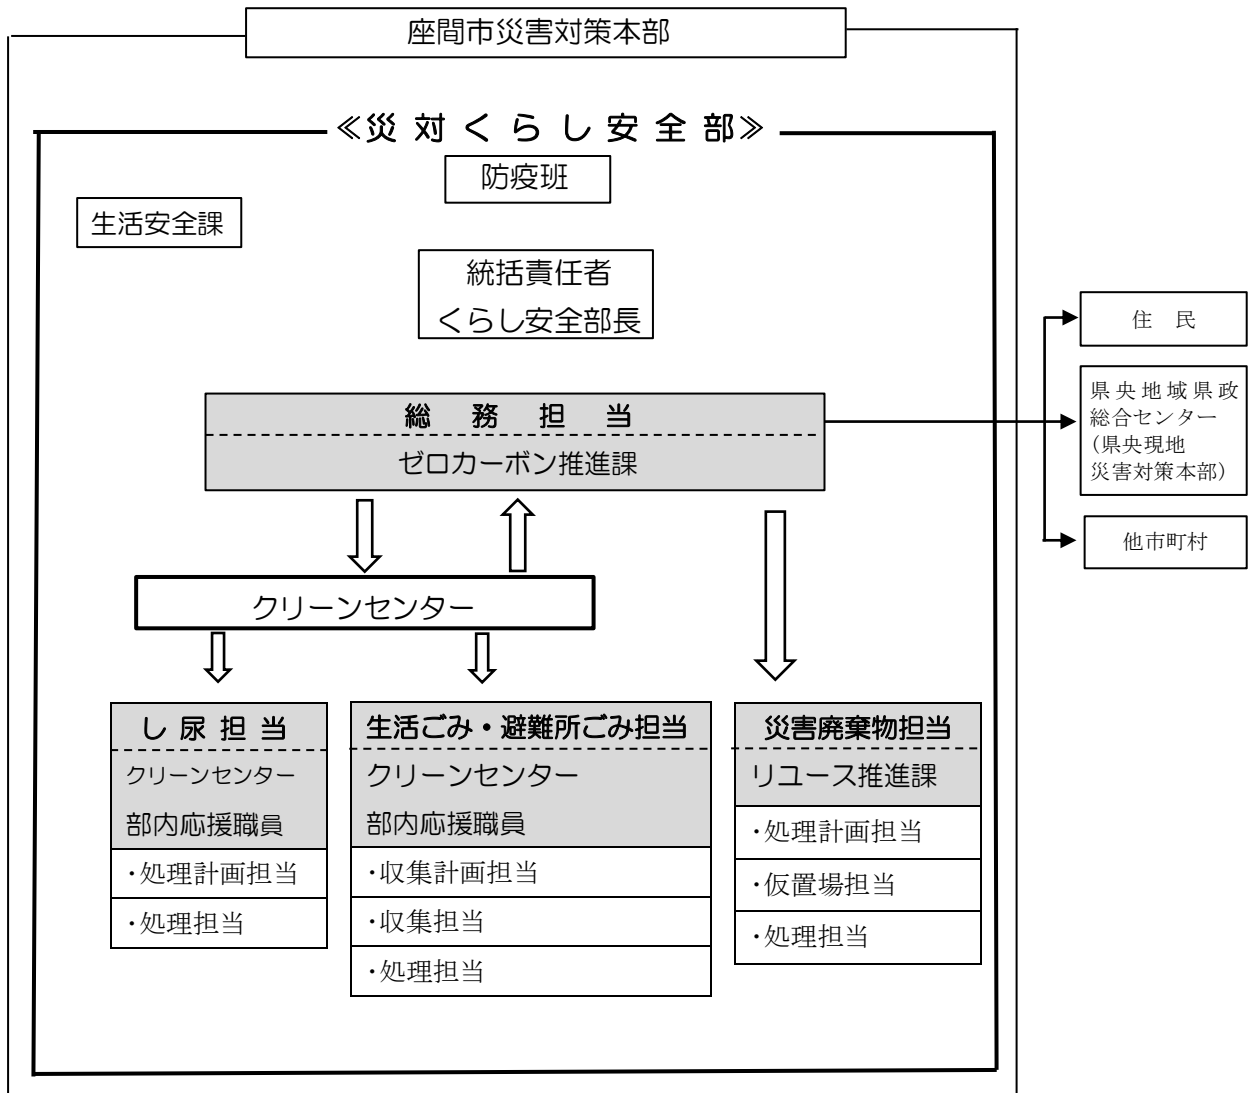 座間市災害対策本部
≪災対くらし安全部≫
防疫班
生活安全課
統括責任者
くらし安全部長
総務担当
ゼロカーボン推進課
住　民
県央地域県政
総合センター
(県央現地
災害対策本部)
他市町村
クリーンセンター
し尿担当
クリーンセンター
部内応援職員
・処理計画担当
・処理担当
生活ごみ・避難所ごみ担当
クリーンセンター
部内応援職員
・収集計画担当
・収集担当
・処理担当
災害廃棄物担当
リユース推進課
・処理計画担当
・仮置場担当
・処理担当